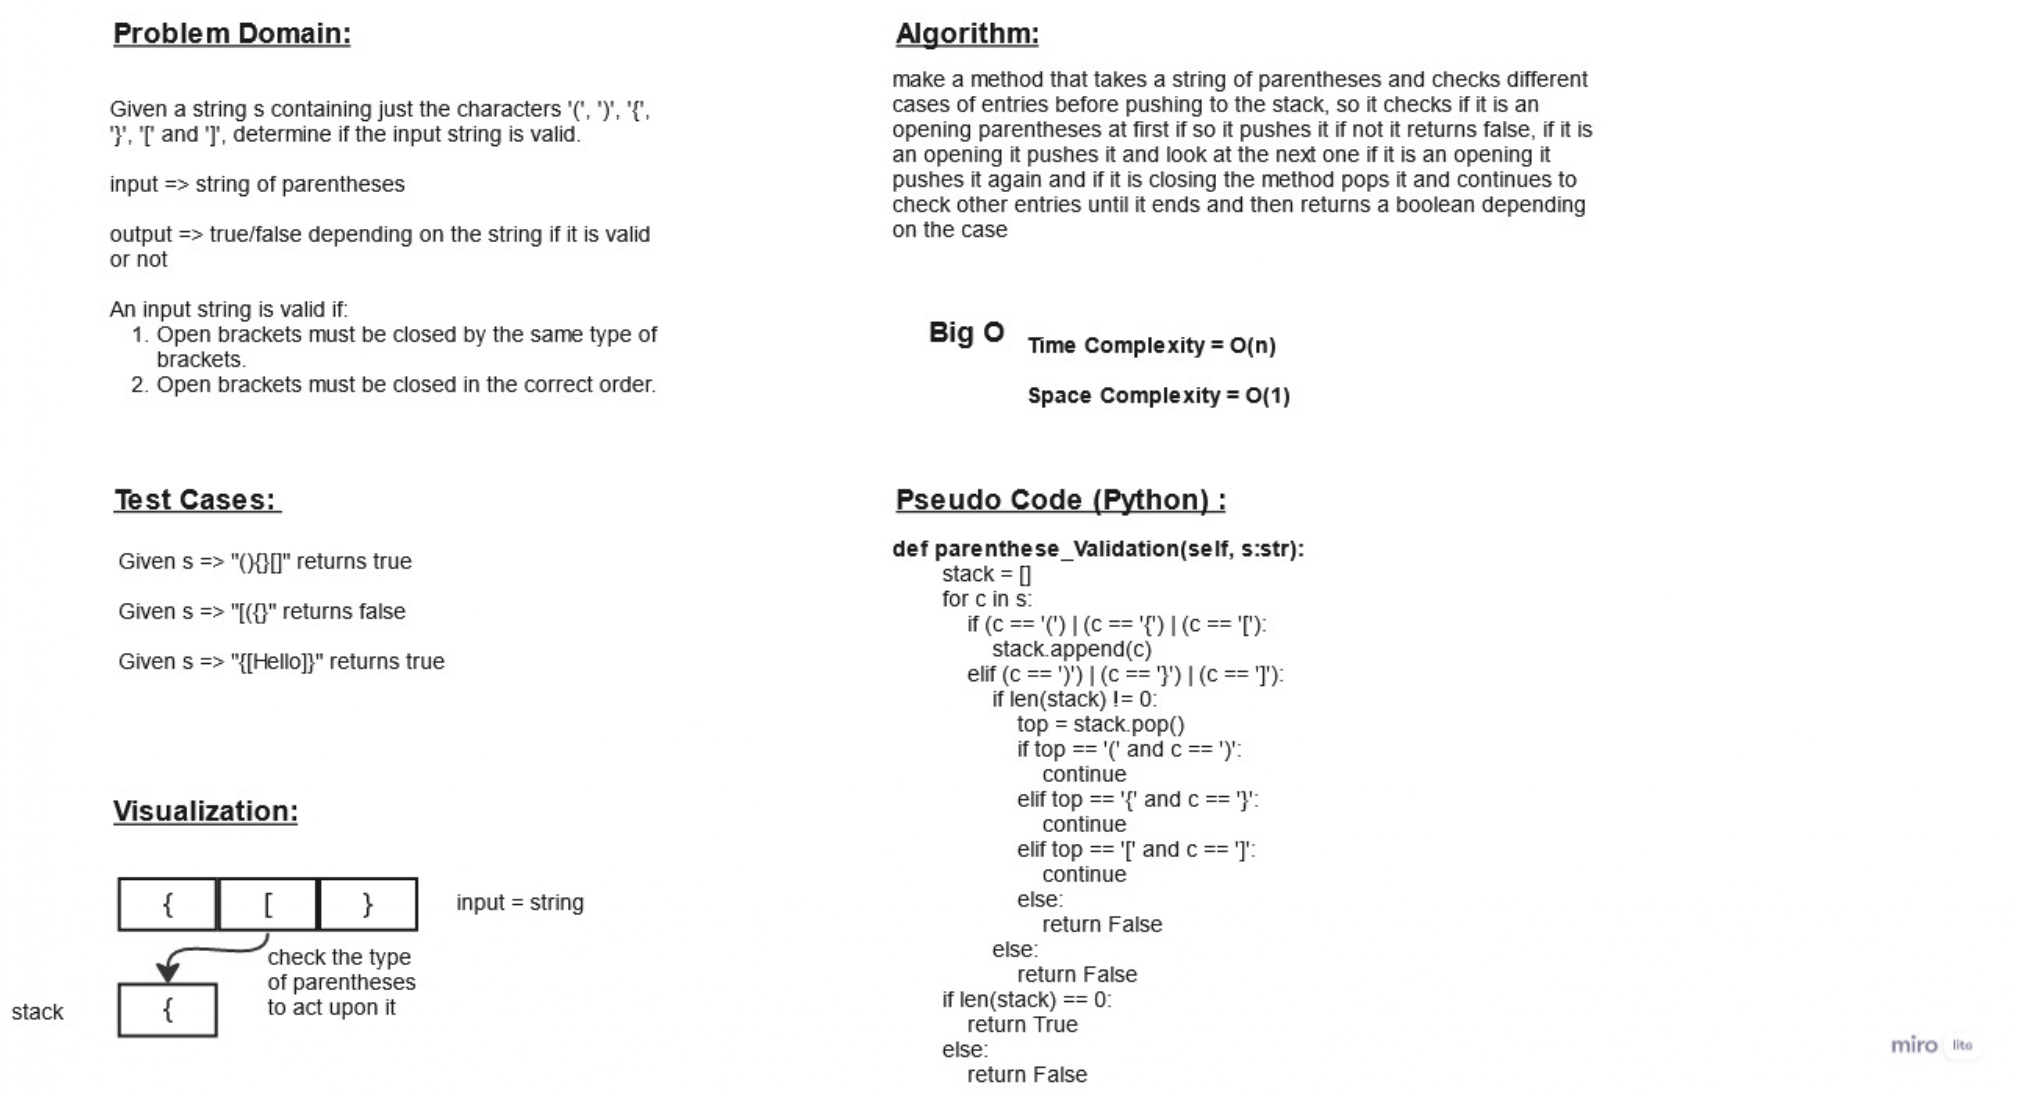 Problem Domain:
Given a string s containing just the characters '(', ')', '{',
'}', '[' and ']', determine if the input string is valid.
input => string of parentheses
output => true/false depending on the string if it is valid
or not
An input string is valid if:
1. Open brackets must be closed by the same type of
brackets.
2. Open brackets must be closed in the correct order.
Test Cases:
Given s => "(){}[]" returns true
Given s => "[({}" returns false
Given s => "{[Hello]}" returns true
Visualization:
{ [ } input = string
check the type
of parentheses
to act upon it
stack {
Algorithm:
make a method that takes a string of parentheses and checks different
cases of entries before pushing to the stack, so it checks if it is an
opening parentheses at first if so it pushes it if not it returns false, if it is
an opening it pushes it and look at the next one if it is an opening it
pushes it again and if it is closing the method pops it and continues to
check other entries until it ends and then returns a boolean depending
on the case
Big O
Time Complexity = O(n)
Space Complexity = O(1)
Pseudo Code (Python) :
def parenthese_Validation(self, s:str):
stack = []
for c in s:
if (c == '(') | (c == '{') | (c == '['):
stack.append(c)
elif (c == ')') | (c == '}') | (c == ']'):
if len(stack) != 0:
top = stack.pop()
if top == '(' and c == ')':
continue
elif top == '{' and c == '}':
continue
elif top == '[' and c == ']':
continue
else:
return False
else:
return False
if len(stack) == 0:
return True
else:
return False
miro lite